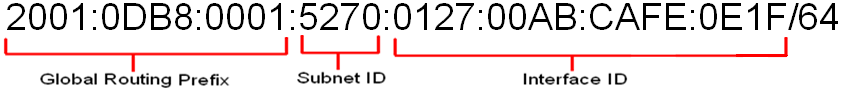 2001:0DB8:0001:5270:0127:00AB:CAFE:0E1F/64
Global Routing Prefix Subnet ID Interface ID